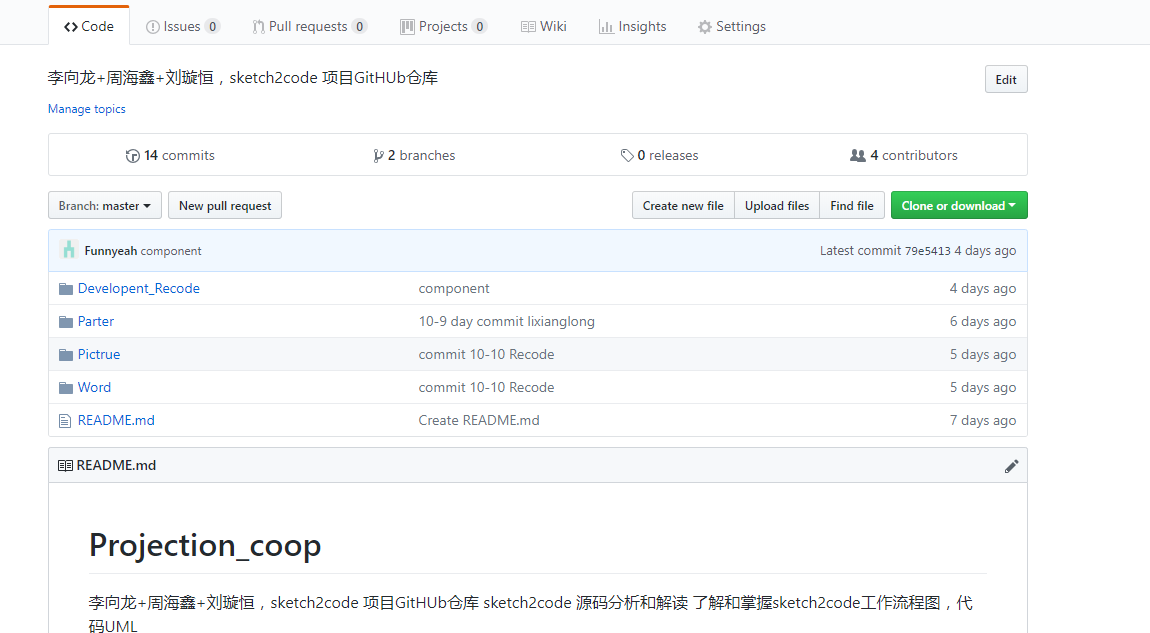 Code Issues 0 Pull requests 0 Projects 0 Wiki Insights Settings
李向龙+周海鑫+刘璇恒，sketch2code 项目GitHUb仓库 Edit
Manage topics
14 commits 2 branches 0 releases 4 contributors
Branch: master New pull request Create new file Upload files Find file Clone or download
Funnyeah component Latest commit 79e5413 4 days ago
Developent_Recode component 4 days ago
Parter 10-9 day commit lixianglong 6 days ago
Pictrue commit 10-10 Recode 5 days ago
Word commit 10-10 Recode 5 days ago
README.md Create README.md 7 days ago
README.md
Projection_coop
李向龙+周海鑫+刘璇恒，sketch2code 项目GitHUb仓库 sketch2code 源码分析和解读 了解和掌握sketch2code工作流程图，代
码UML